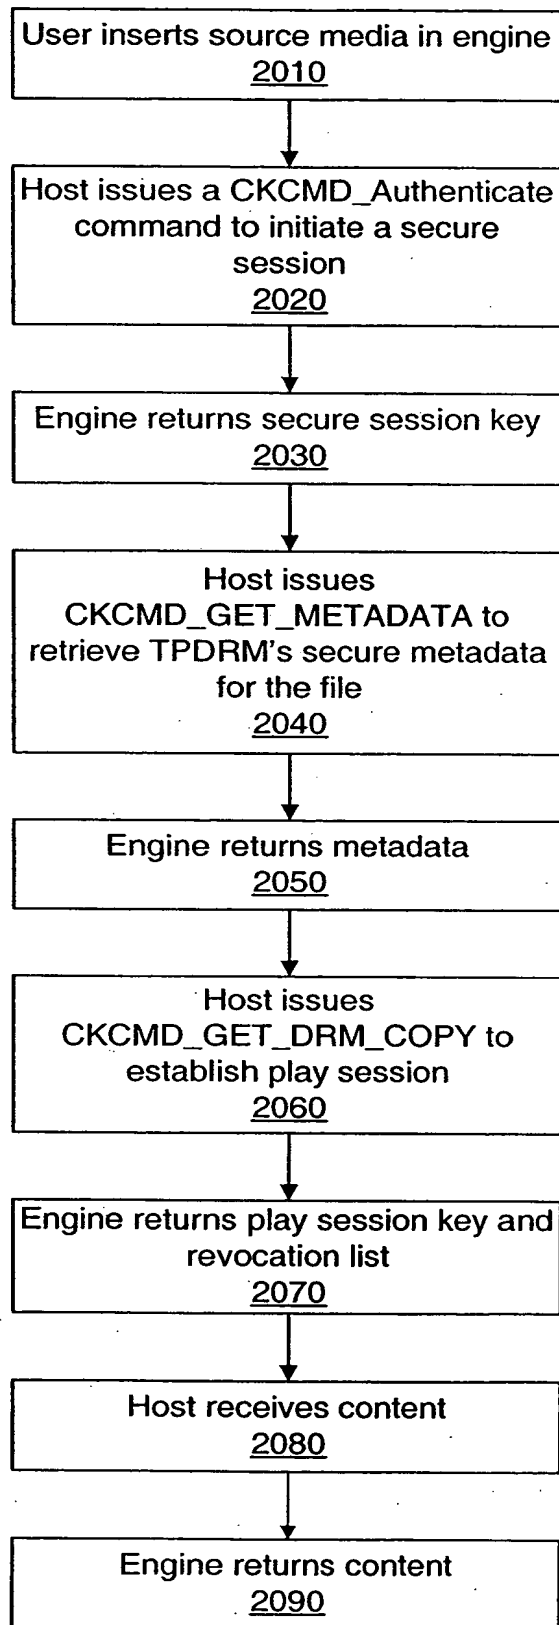 User inserts source media in engine
2010
Host issues a CKCMD_Authenticate
command to initiate a secure
session
2020
Engine returns secure session key
2030
Host issues
CKCMD_GET_METADATA to
retrieve TPDRM's secure metadata
for the file
2040
Engine returns metadata
2050
Host issues
CKCMD_GET_DRM_COPY to
establish play session
2060
Engine returns play session key and
revocation list
2070
Host receives content
2080
Engine returns content
2090